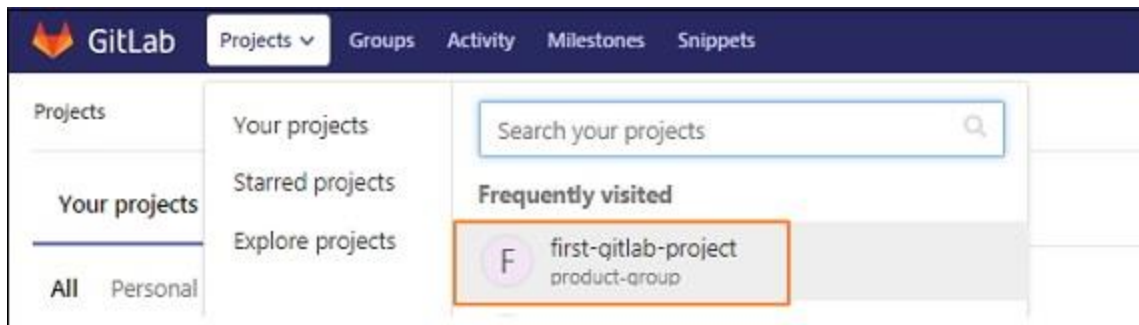 GitLab Projects Groups Activity Milestones Snippets
Projects
Your projects
Starred projects
Explore projects
Search your projects
Frequently visited
F
first-gitlab-project
product-group
Your projects
All Personal